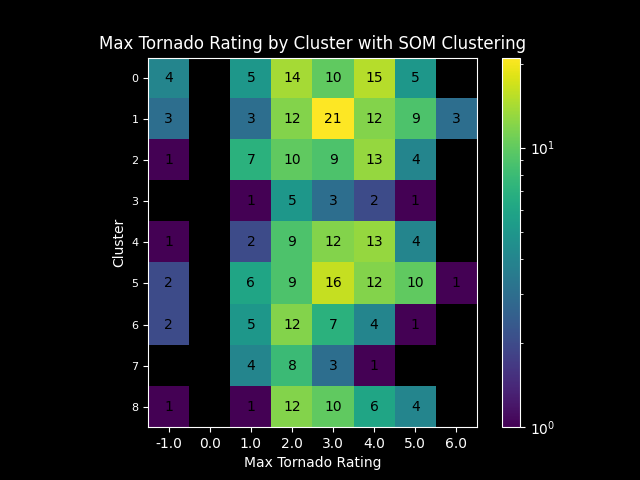 Max Tornado Rating by Cluster with SOM Clustering
0 4 5 14 10 15 5
1 3 3 12 21 12 9 3
2 1 7 10 9 13 4
3 1 5 3 2 1
4 1 2 9 12 13 4
5 2 6 9 16 12 10 1
6 2 5 12 7 4 1
7 4 8 3 1
8 1 1 12 10 6 4
-1.0 0.0 1.0 2.0 3.0 4.0 5.0 6.0
Max Tornado Rating
Cluster
10¹
10⁰